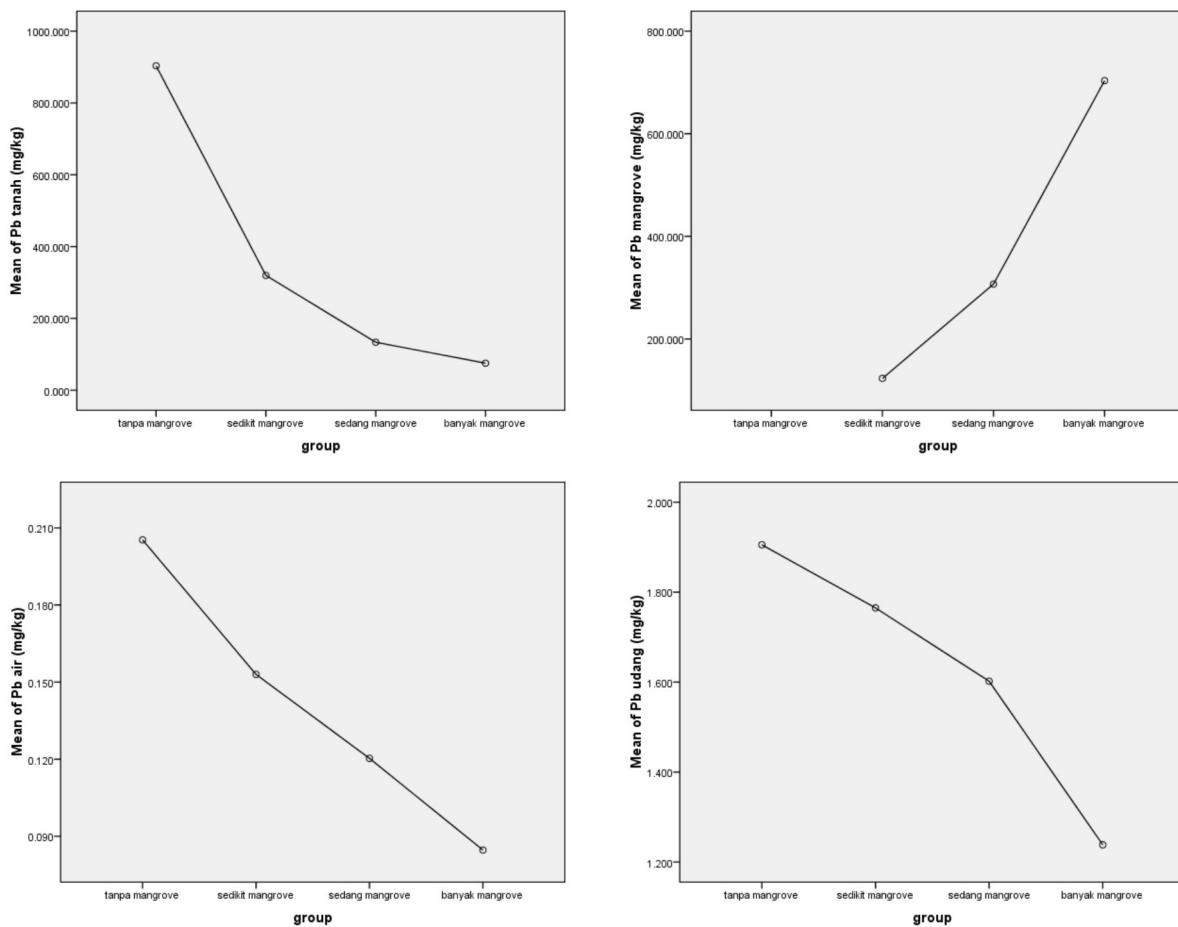 Mean of Pb tanah (mg/kg)
1000.000
800.000
600.000
400.000
200.000
0.000
tanpa mangrove
sedikit mangrove
sedang mangrove
banyak mangrove
group
Mean of Pb mangrove (mg/kg)
800.000
600.000
400.000
200.000
tanpa mangrove
sedikit mangrove
sedang mangrove
banyak mangrove
group
Mean of Pb air (mg/kg)
0.210
0.180
0.150
0.120
0.090
tanpa mangrove
sedikit mangrove
sedang mangrove
banyak mangrove
group
Mean of Pb udang (mg/kg)
2.000
1.800
1.600
1.400
1.200
tanpa mangrove
sedikit mangrove
sedang mangrove
banyak mangrove
group